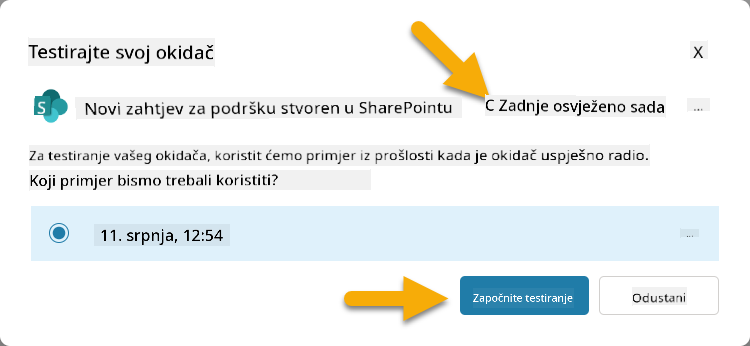 Testirajte svoj okidač
X
Novi zahtjev za podršku stvoren u SharePointu
C Zadnje osvježeno sada
...
Za testiranje vašeg okidača, koristit ćemo primjer iz prošlosti kada je okidač uspješno radio.
Koji primjer bismo trebali koristiti?
11. srpnja, 12:54
...
Započnite testiranje
Odustani